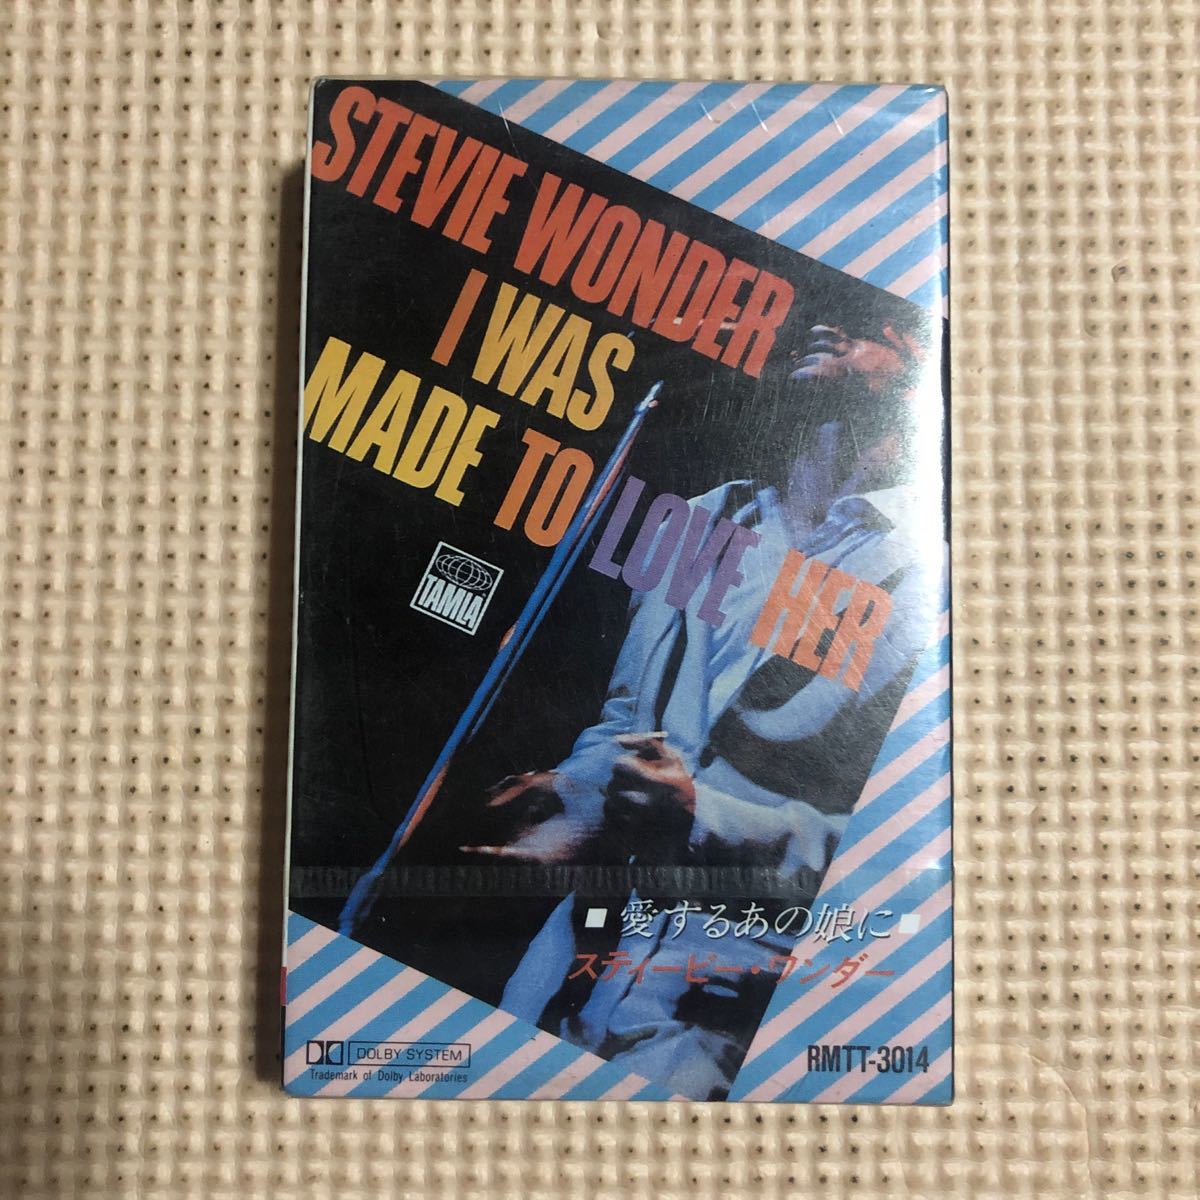 STEVIE WONDER
I WAS
MADE TO LOVE HER
TAMLA
愛するあの娘に
スティービー・ワンダー
DOLBY SYSTEM
Trademark of Dolby Laboratories
RMTT-3014